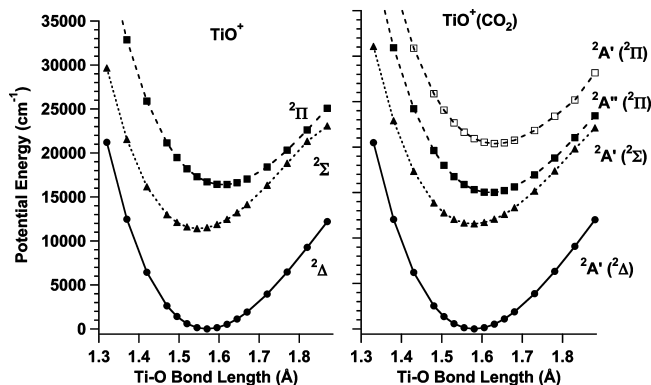 TiO⁺
TiO⁺(CO₂)
Potential Energy (cm⁻¹)
35000
30000
25000
20000
15000
10000
5000
0
²Π
²Σ
²Δ
²A' (²Π)
²A'' (²Π)
²A' (²Σ)
²A' (²Δ)
1.3 1.4 1.5 1.6 1.7 1.8
1.3 1.4 1.5 1.6 1.7 1.8
Ti-O Bond Length (Å)
Ti-O Bond Length (Å)